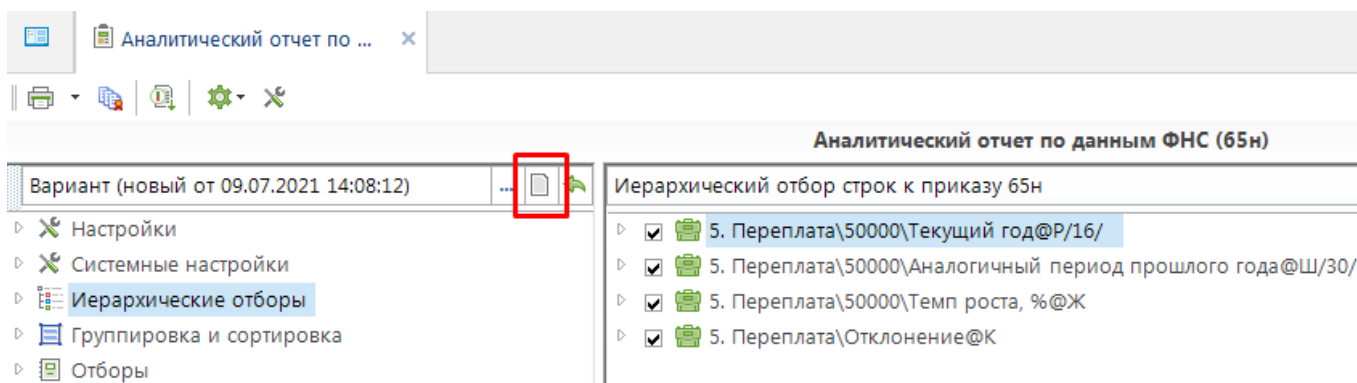 Аналитический отчет по ...
Аналитический отчет по данным ФНС (65н)
Вариант (новый от 09.07.2021 14:08:12) ...
Настройки
Системные настройки
Иерархические отборы
Группировка и сортировка
Отборы
Иерархический отбор строк к приказу 65н
5. Переплата\50000\Текущий год@Р/16/
5. Переплата\50000\Аналогичный период прошлого года@Ш/30/
5. Переплата\50000\Темп роста, %@Ж
5. Переплата\Отклонение@К